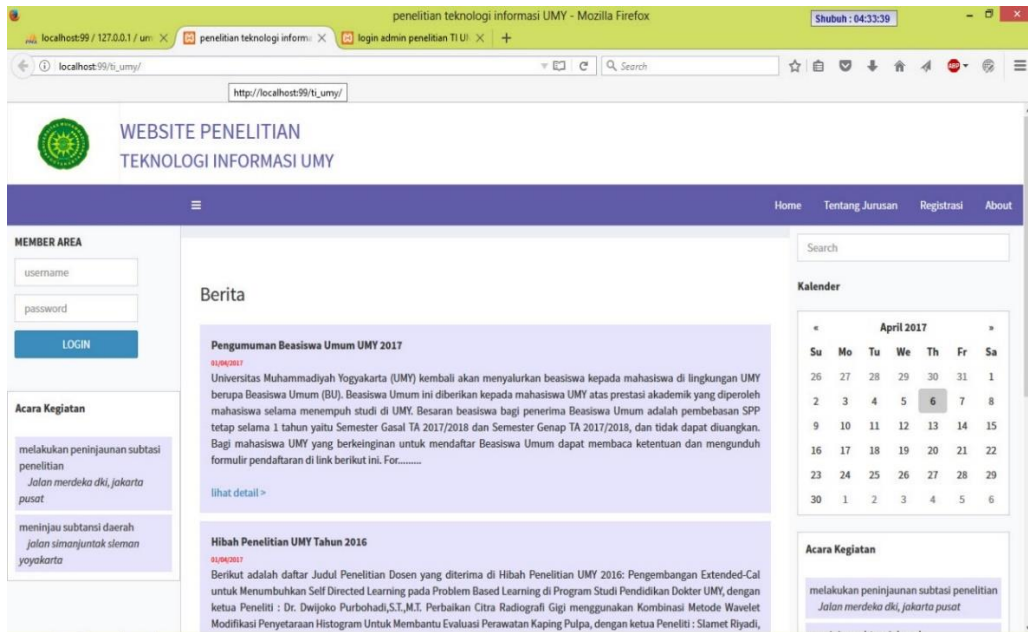 penelitian teknologi informasi UMY - Mozilla Firefox
Shubuh : 04:33:39
localhost:99 / 127.0.0.1 / um
penelitian teknologi informa
login admin penelitian TI U
localhost:99/ti_umy/
Search
ABP
http://localhost:99/ti_umy/
WEBSITE PENELITIAN
TEKNOLOGI INFORMASI UMY
Home Tentang Jurusan Registrasi About
MEMBER AREA
username
password
LOGIN
Acara Kegiatan
melakukan peninjaunan subtasi
penelitian
Jalan merdeka dki, jakarta
pusat
meninjau subtansi daerah
jalan simanjuntak sleman
yoyakarta
Berita
Pengumuman Beasiswa Umum UMY 2017
01/04/2017
Universitas Muhammadiyah Yogyakarta (UMY) kembali akan menyalurkan beasiswa kepada mahasiswa di lingkungan UMY
berupa Beasiswa Umum (BU). Beasiswa Umum ini diberikan kepada mahasiswa UMY atas prestasi akademik yang diperoleh
mahasiswa selama menempuh studi di UMY. Besaran beasiswa bagi penerima Beasiswa Umum adalah pembebasan SPP
tetap selama 1 tahun yaitu Semester Gasal TA 2017/2018 dan Semester Genap TA 2017/2018, dan tidak dapat diuangkan.
Bagi mahasiswa UMY yang berkeinginan untuk mendaftar Beasiswa Umum dapat membaca ketentuan dan mengunduh
formulir pendaftaran di link berikut ini. For.........
lihat detail >
Hibah Penelitian UMY Tahun 2016
01/04/2017
Berikut adalah daftar Judul Penelitian Dosen yang diterima di Hibah Penelitian UMY 2016: Pengembangan Extended-Cal
untuk Menumbuhkan Self Directed Learning pada Problem Based Learning di Program Studi Pendidikan Dokter UMY, dengan
ketua Peneliti : Dr. Dwijoko Purbohadi,S.T.,M.T. Perbaikan Citra Radiografi Gigi menggunakan Kombinasi Metode Wavelet
Modifikasi Penyetaraan Histogram Untuk Membantu Evaluasi Perawatan Kaping Pulpa, dengan ketua Peneliti : Slamet Riyadi,
Search
Kalender
« April 2017 »
Su Mo Tu We Th Fr Sa
26 27 28 29 30 31 1
2 3 4 5 6 7 8
9 10 11 12 13 14 15
16 17 18 19 20 21 22
23 24 25 26 27 28 29
30 1 2 3 4 5 6
Acara Kegiatan
melakukan peninjaunan subtasi penelitian
Jalan merdeka dki, jakarta pusat